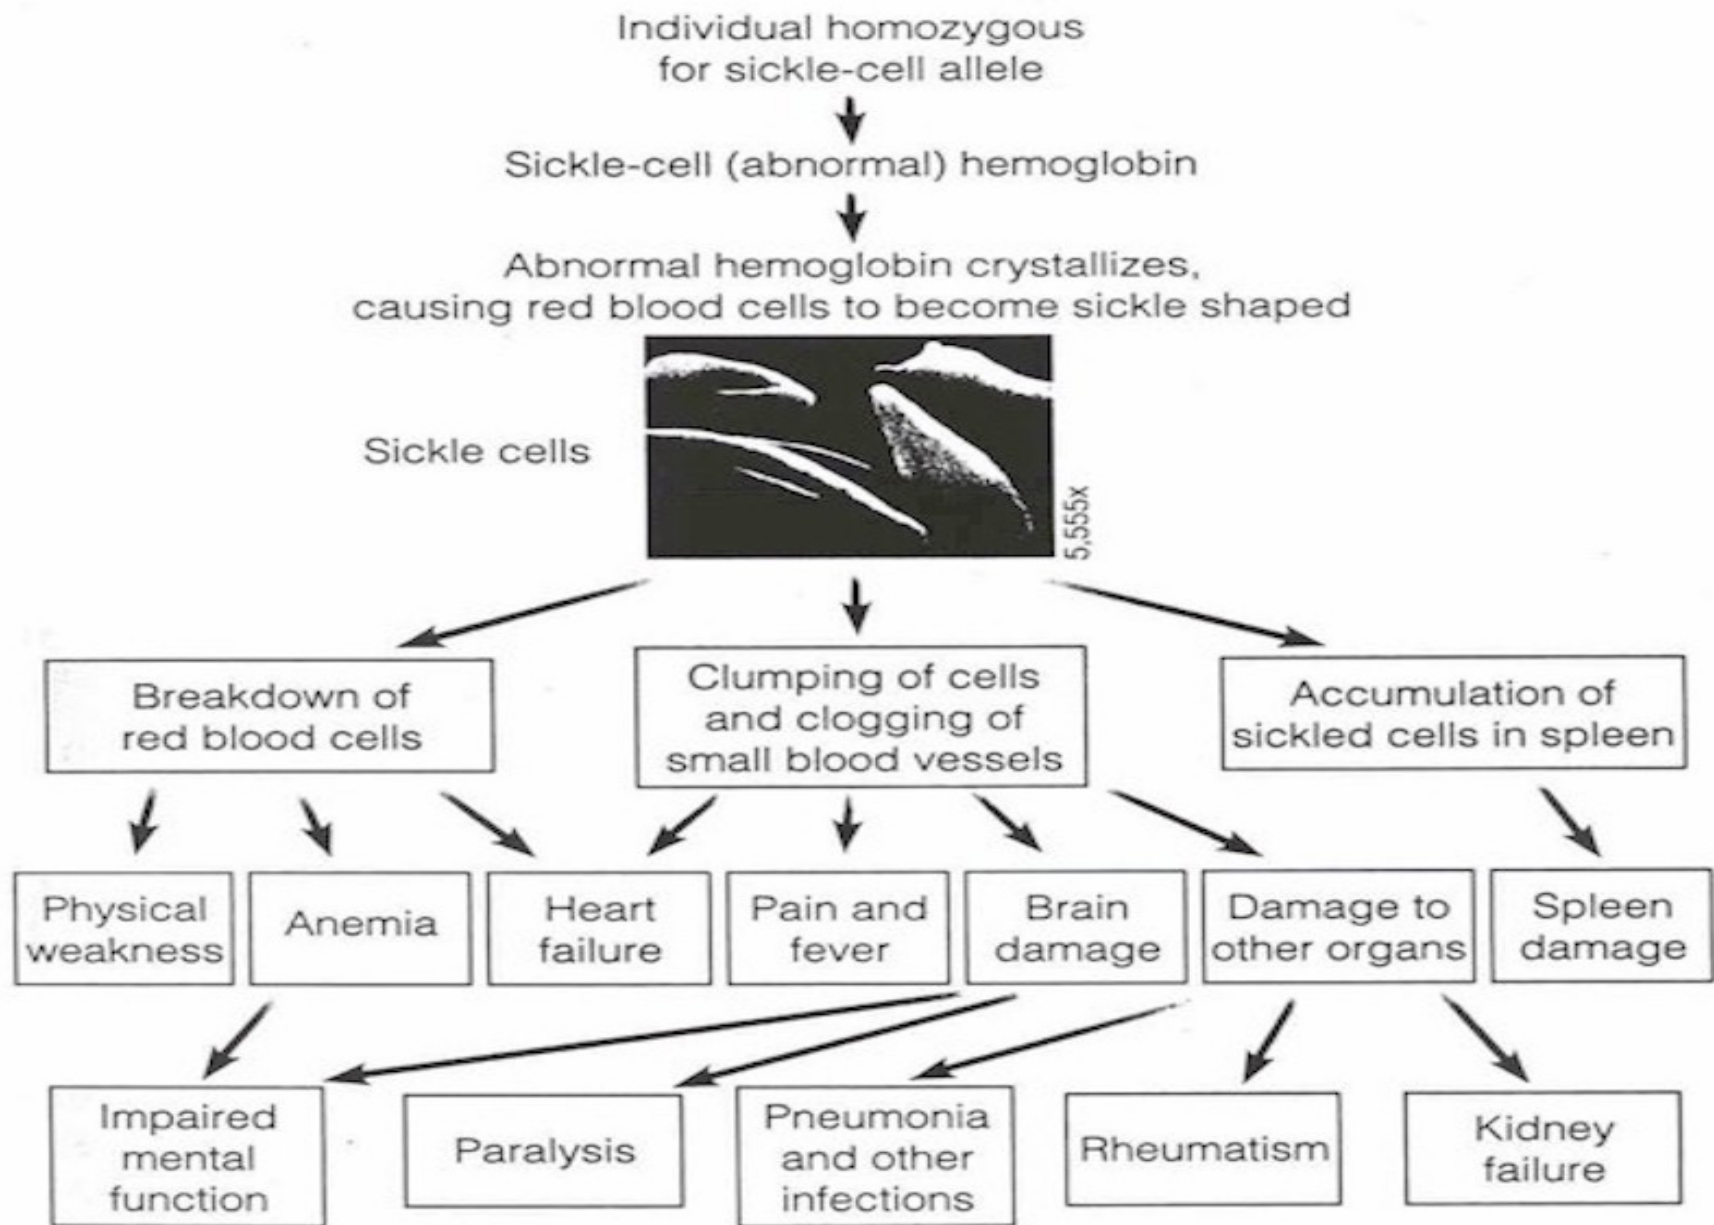 Individual homozygous
for sickle-cell allele
Sickle-cell (abnormal) hemoglobin
Abnormal hemoglobin crystallizes,
causing red blood cells to become sickle shaped
Sickle cells
5,555x
Breakdown of
red blood cells
Clumping of cells
and clogging of
small blood vessels
Accumulation of
sickled cells in spleen
Physical
weakness
Anemia
Heart
failure
Pain and
fever
Brain
damage
Damage to
other organs
Spleen
damage
Impaired
mental
function
Paralysis
Pneumonia
and other
infections
Rheumatism
Kidney
failure